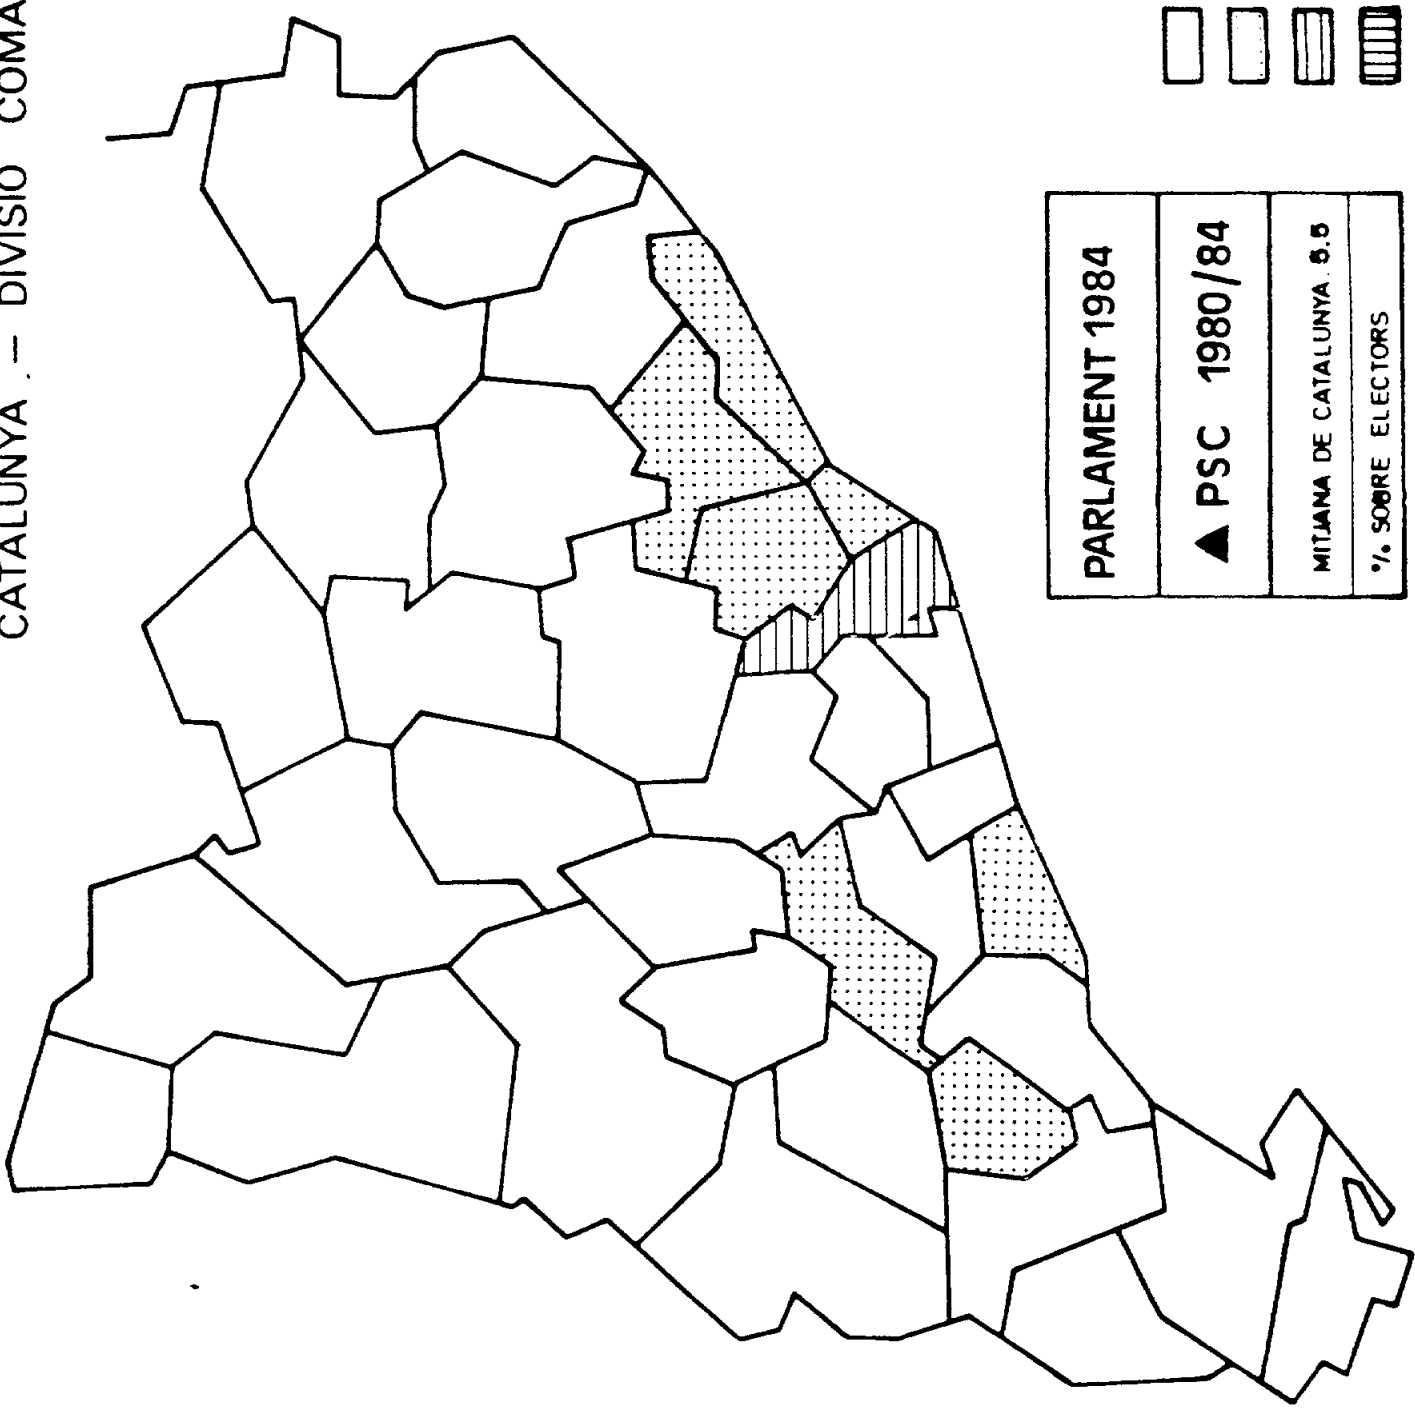 CATALUNYA.— DIVISIO COMA
PARLAMENT 1984
▲ PSC 1980/84
MITJANA DE CATALUNYA. 5.5
% SOBRE ELECTORS